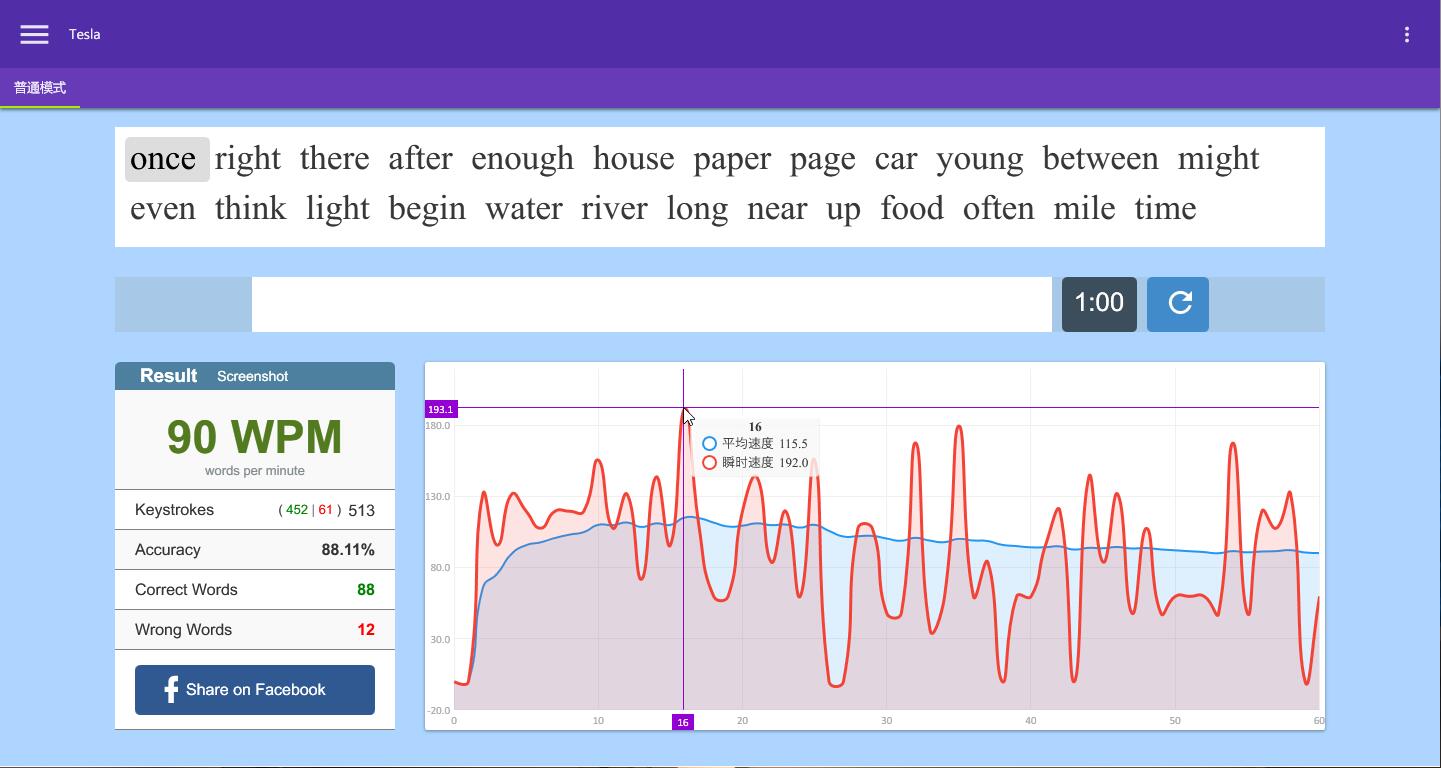 Tesla
普通模式
once right there after enough house paper page car young between might
even think light begin water river long near up food often mile time
1:00
Result Screenshot
90 WPM
words per minute
Keystrokes ( 452 | 61 ) 513
Accuracy 88.11%
Correct Words 88
Wrong Words 12
Share on Facebook
193.1
180.0
130.0
80.0
30.0
-20.0
16
平均速度 115.5
瞬时速度 192.0
0 10 16 20 30 40 50 60